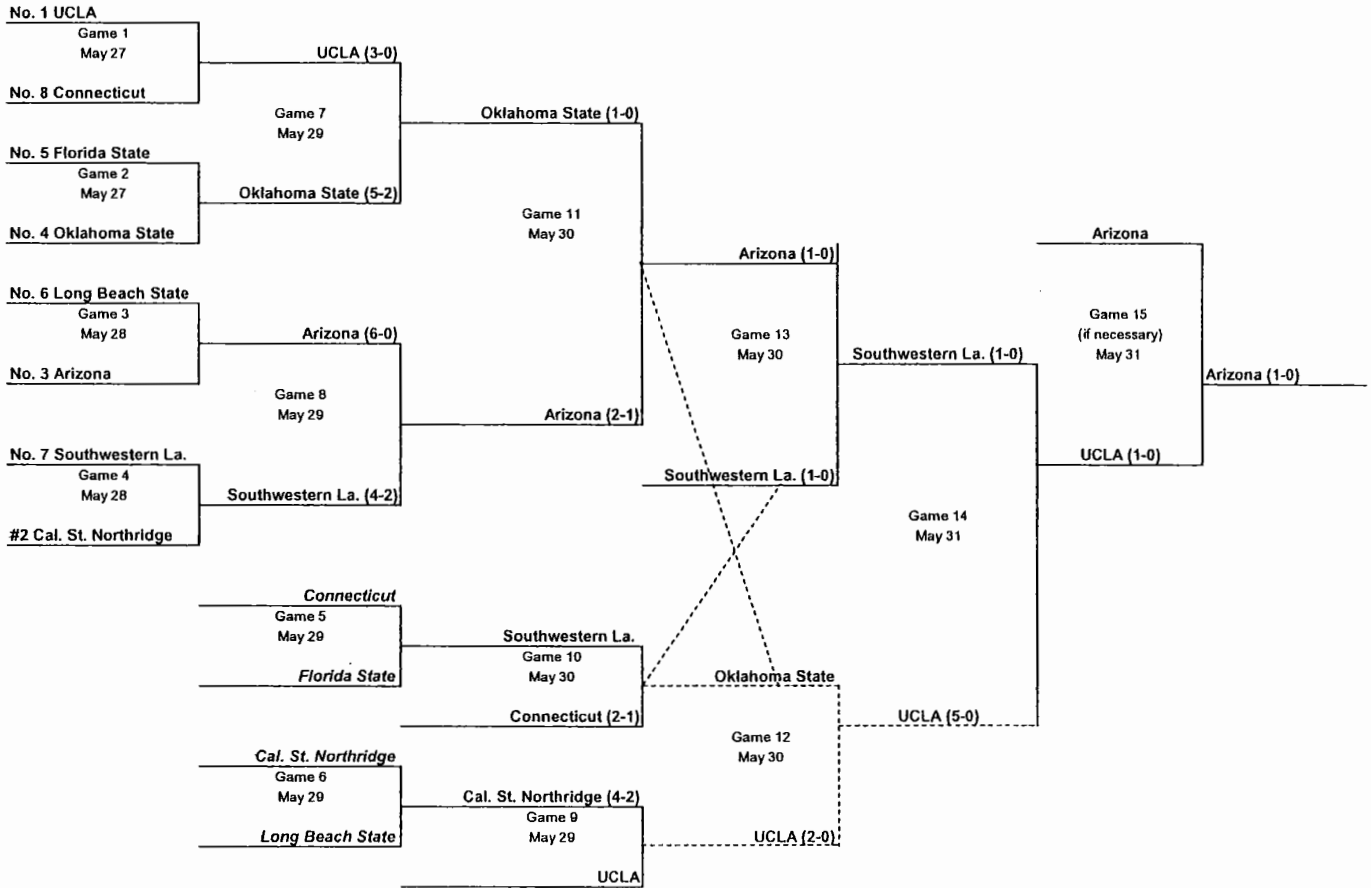 No. 1 UCLA
Game 1
May 27
UCLA (3-0)
No. 8 Connecticut
Game 7
May 29
Oklahoma State (1-0)
No. 5 Florida State
Game 2
May 27
Oklahoma State (5-2)
No. 4 Oklahoma State
Game 11
May 30
Arizona (1-0)
Arizona
No. 6 Long Beach State
Game 3
May 28
Arizona (6-0)
No. 3 Arizona
Game 8
May 29
Arizona (2-1)
Game 13
May 30
Southwestern La. (1-0)
Game 15
(if necessary)
May 31
Arizona (1-0)
No. 7 Southwestern La.
Game 4
May 28
Southwestern La. (4-2)
#2 Cal. St. Northridge
Southwestern La. (1-0)
UCLA (1-0)
Game 14
May 31
Connecticut
Game 5
May 29
Southwestern La.
Florida State
Game 10
May 30
Oklahoma State
Connecticut (2-1)
Game 12
May 30
UCLA (5-0)
Cal. St. Northridge
Game 6
May 29
Cal. St. Northridge (4-2)
Long Beach State
Game 9
May 29
UCLA (2-0)
UCLA